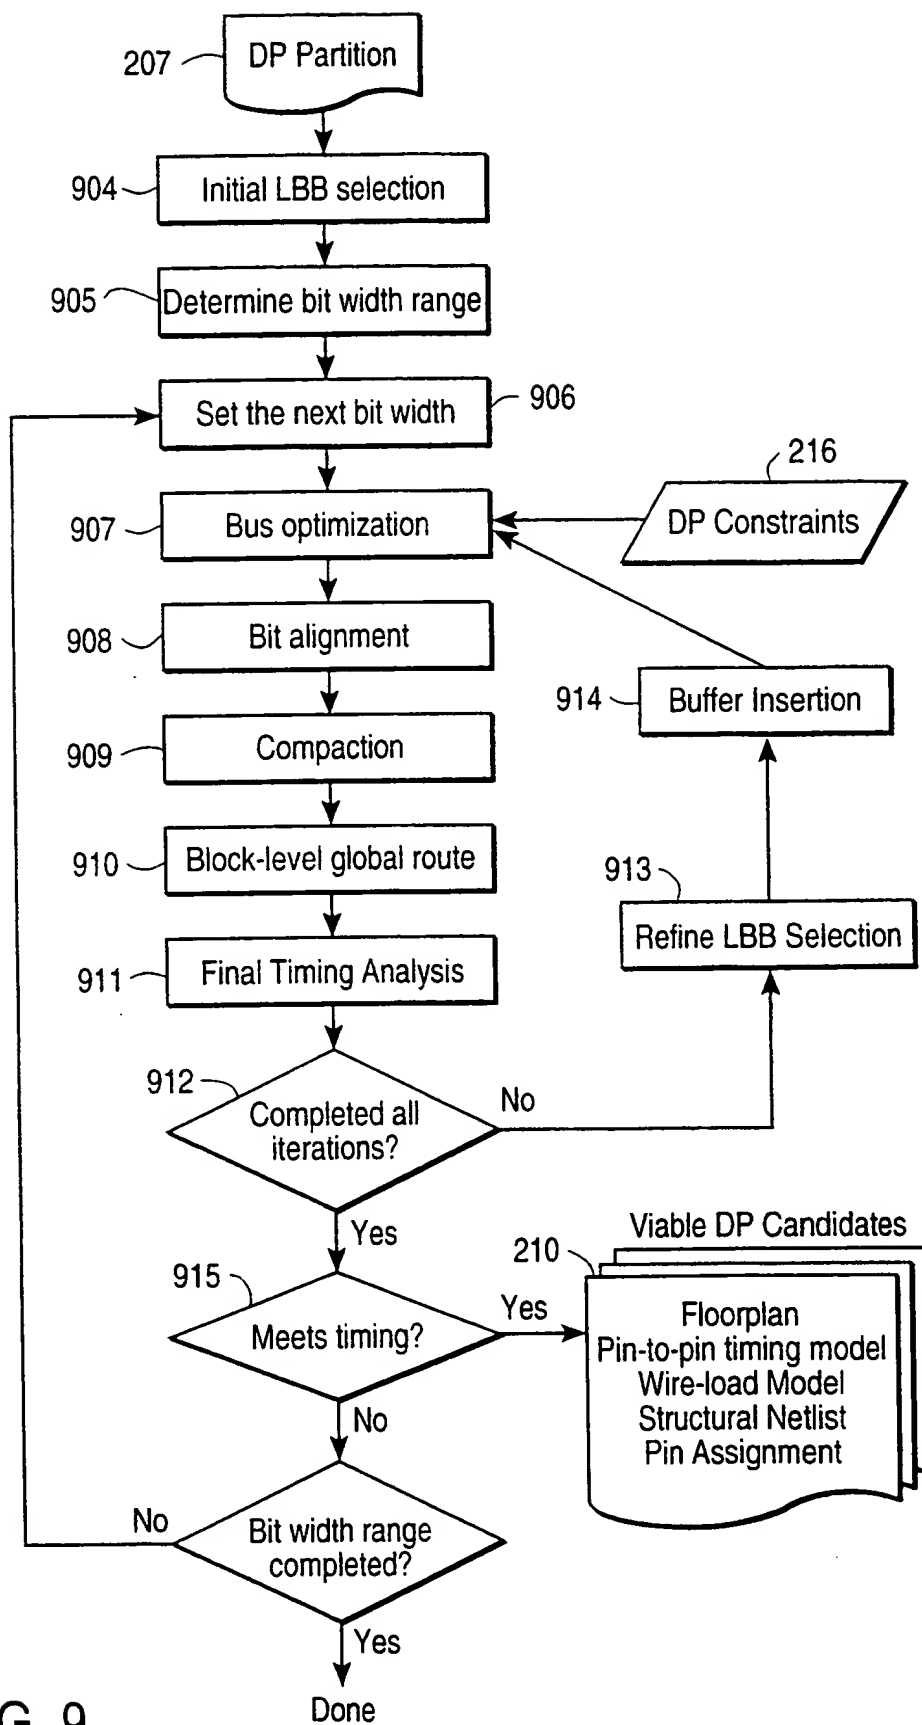 207
DP Partition
904
Initial LBB selection
905
Determine bit width range
Set the next bit width
906
216
907
Bus optimization
DP Constraints
908
Bit alignment
914
Buffer Insertion
909
Compaction
910
Block-level global route
913
Refine LBB Selection
911
Final Timing Analysis
912
Completed all
iterations?
No
Yes
Viable DP Candidates
210
915
Meets timing?
Yes
Floorplan
Pin-to-pin timing model
Wire-load Model
Structural Netlist
Pin Assignment
No
No
Bit width range
completed?
Yes
Done
G. 9